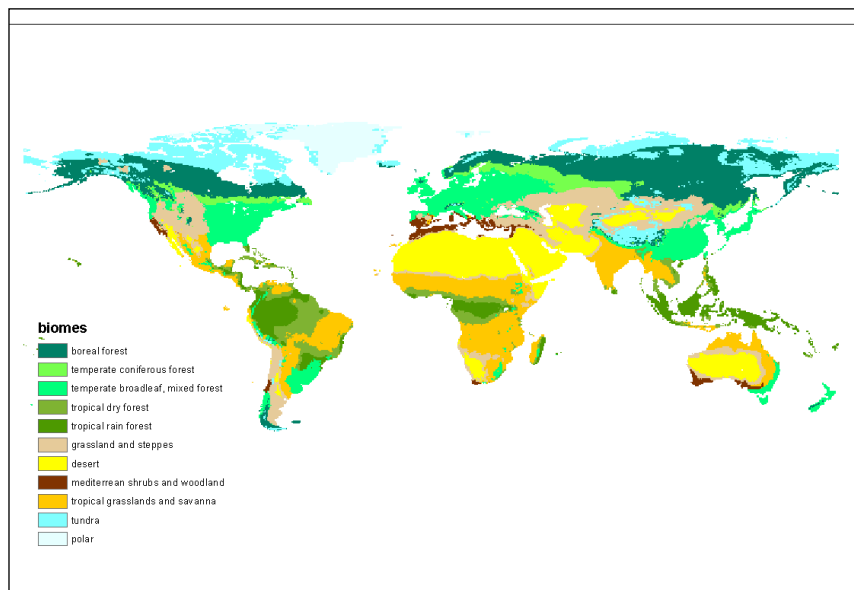 biomes
boreal forest
temperate coniferous forest
temperate broadleaf, mixed forest
tropical dry forest
tropical rain forest
grassland and steppes
desert
mediterrean shrubs and woodland
tropical grasslands and savanna
tundra
polar